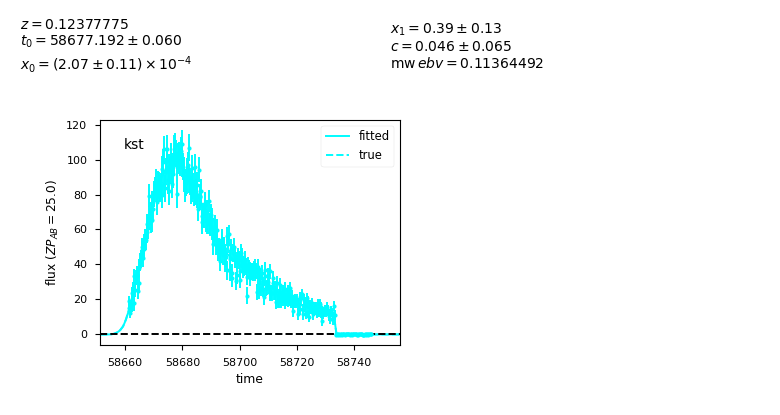 z = 0.12377775
t₀ = 58677.192 ± 0.060
x₀ = (2.07 ± 0.11) × 10⁻⁴
x₁ = 0.39 ± 0.13
c = 0.046 ± 0.065
mw ebv = 0.11364492
kst
fitted
true
120
100
80
60
40
20
0
flux (ZP_AB = 25.0)
58660 58680 58700 58720 58740
time